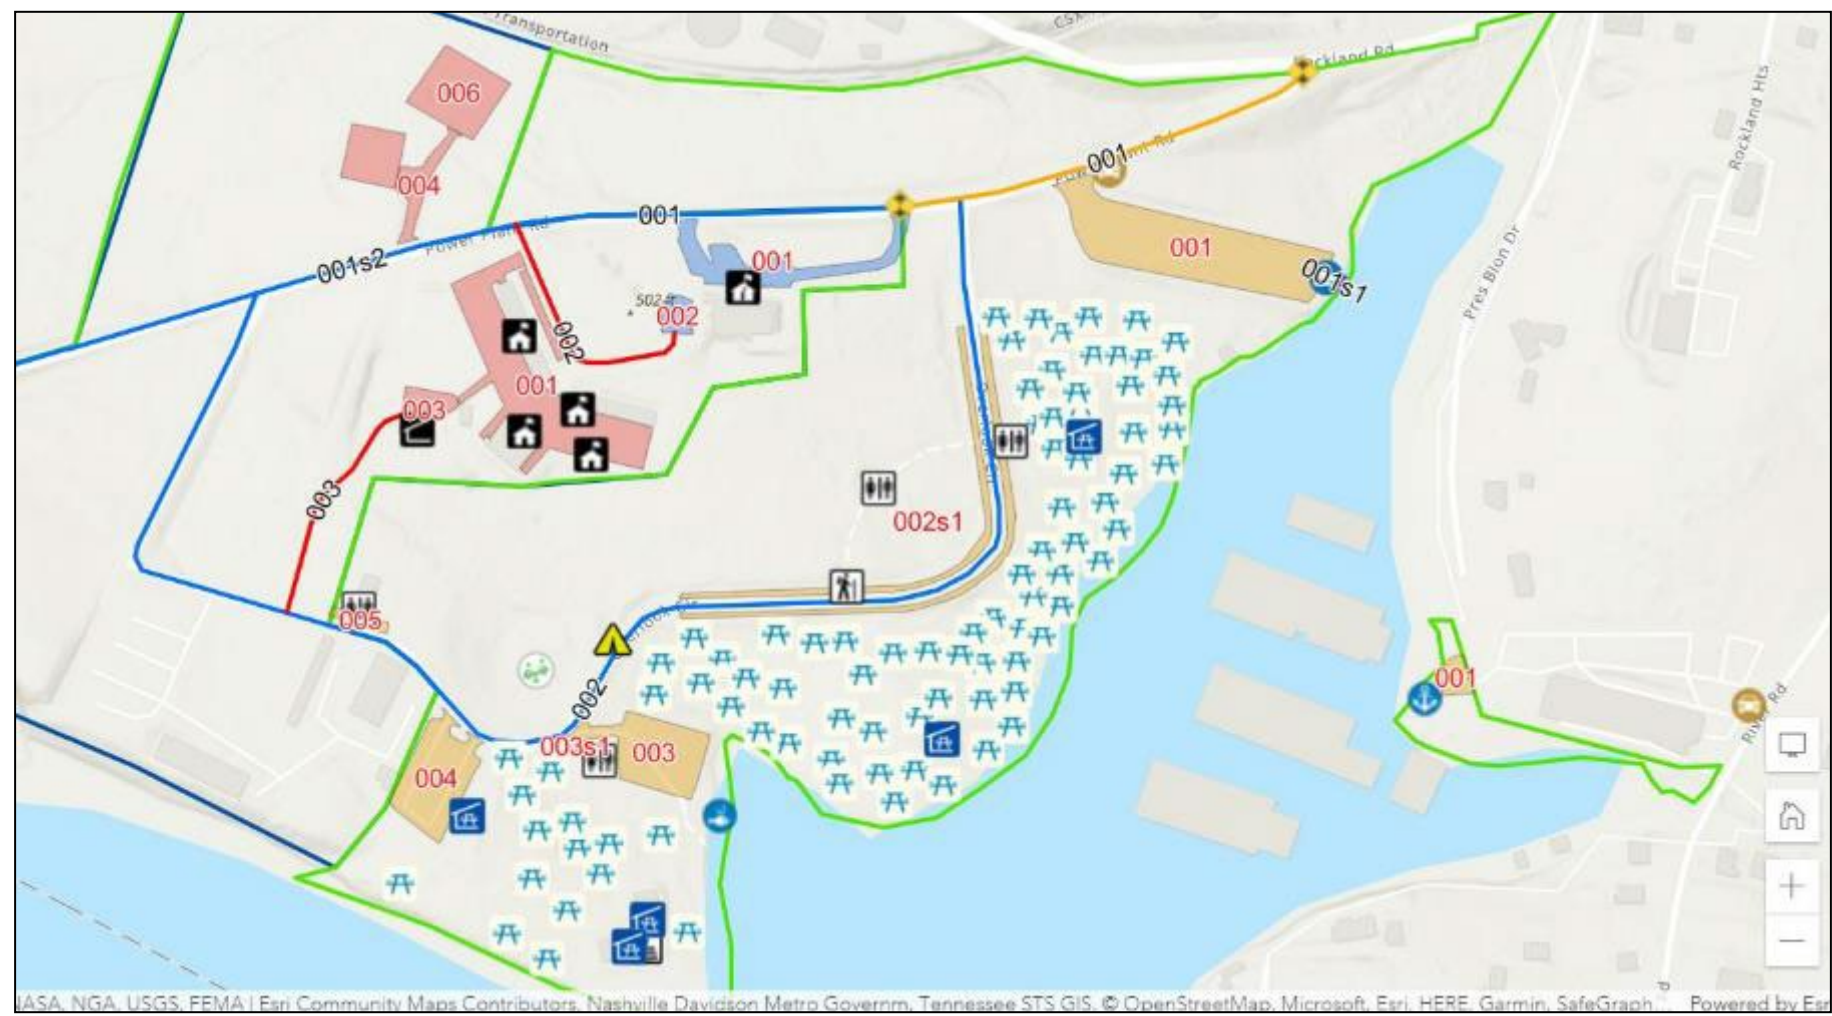 Transportation
CSX
Rockland Rd
Rockland Hts
006
004
001
001
001s2
Power Plant Rd
001
001
001s1
Pres Blon Dr
502 ft
002
002
001
003
003
002s1
005
002
003s1
003
004
001
River Rd
NASA, NGA, USGS, FEMA | Esri Community Maps Contributors, Nashville Davidson Metro Governm, Tennessee STS GIS, © OpenStreetMap, Microsoft, Esri, HERE, Garmin, SafeGraph... Powered by Esri